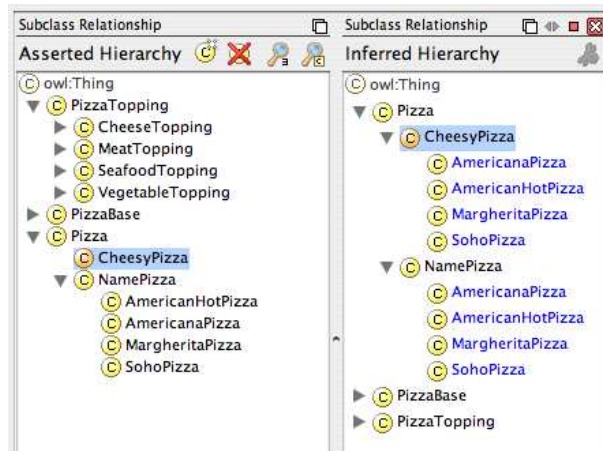 Subclass Relationship
Asserted Hierarchy
owl:Thing
PizzaTopping
CheeseTopping
MeatTopping
SeafoodTopping
VegetableTopping
PizzaBase
Pizza
CheesyPizza
NamePizza
AmericanHotPizza
AmericanaPizza
MargheritaPizza
SohoPizza
Subclass Relationship
Inferred Hierarchy
owl:Thing
Pizza
CheesyPizza
AmericanaPizza
AmericanHotPizza
MargheritaPizza
SohoPizza
NamePizza
AmericanaPizza
AmericanHotPizza
MargheritaPizza
SohoPizza
PizzaBase
PizzaTopping